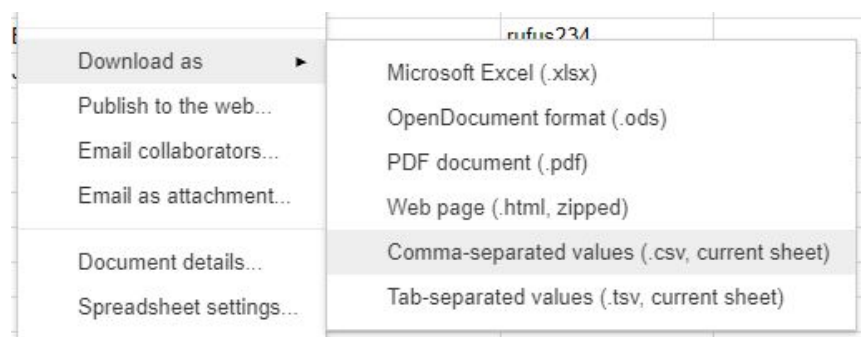 rufus234
Download as
Publish to the web...
Email collaborators...
Email as attachment...
Document details...
Spreadsheet settings...
Microsoft Excel (.xlsx)
OpenDocument format (.ods)
PDF document (.pdf)
Web page (.html, zipped)
Comma-separated values (.csv, current sheet)
Tab-separated values (.tsv, current sheet)